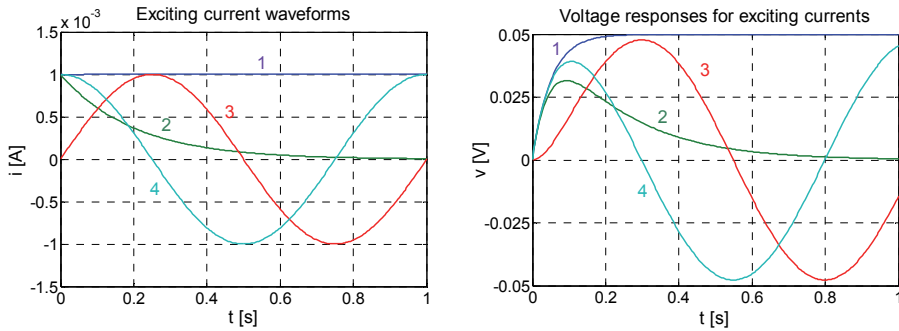 Exciting current waveforms
x 10⁻³
1.5
1
0.5
0
-0.5
-1
-1.5
i [A]
1
2
3
4
0 0.2 0.4 0.6 0.8 1
t [s]
Voltage responses for exciting currents
0.05
0.025
0
-0.025
-0.05
v [V]
1
2
3
4
0 0.2 0.4 0.6 0.8 1
t [s]